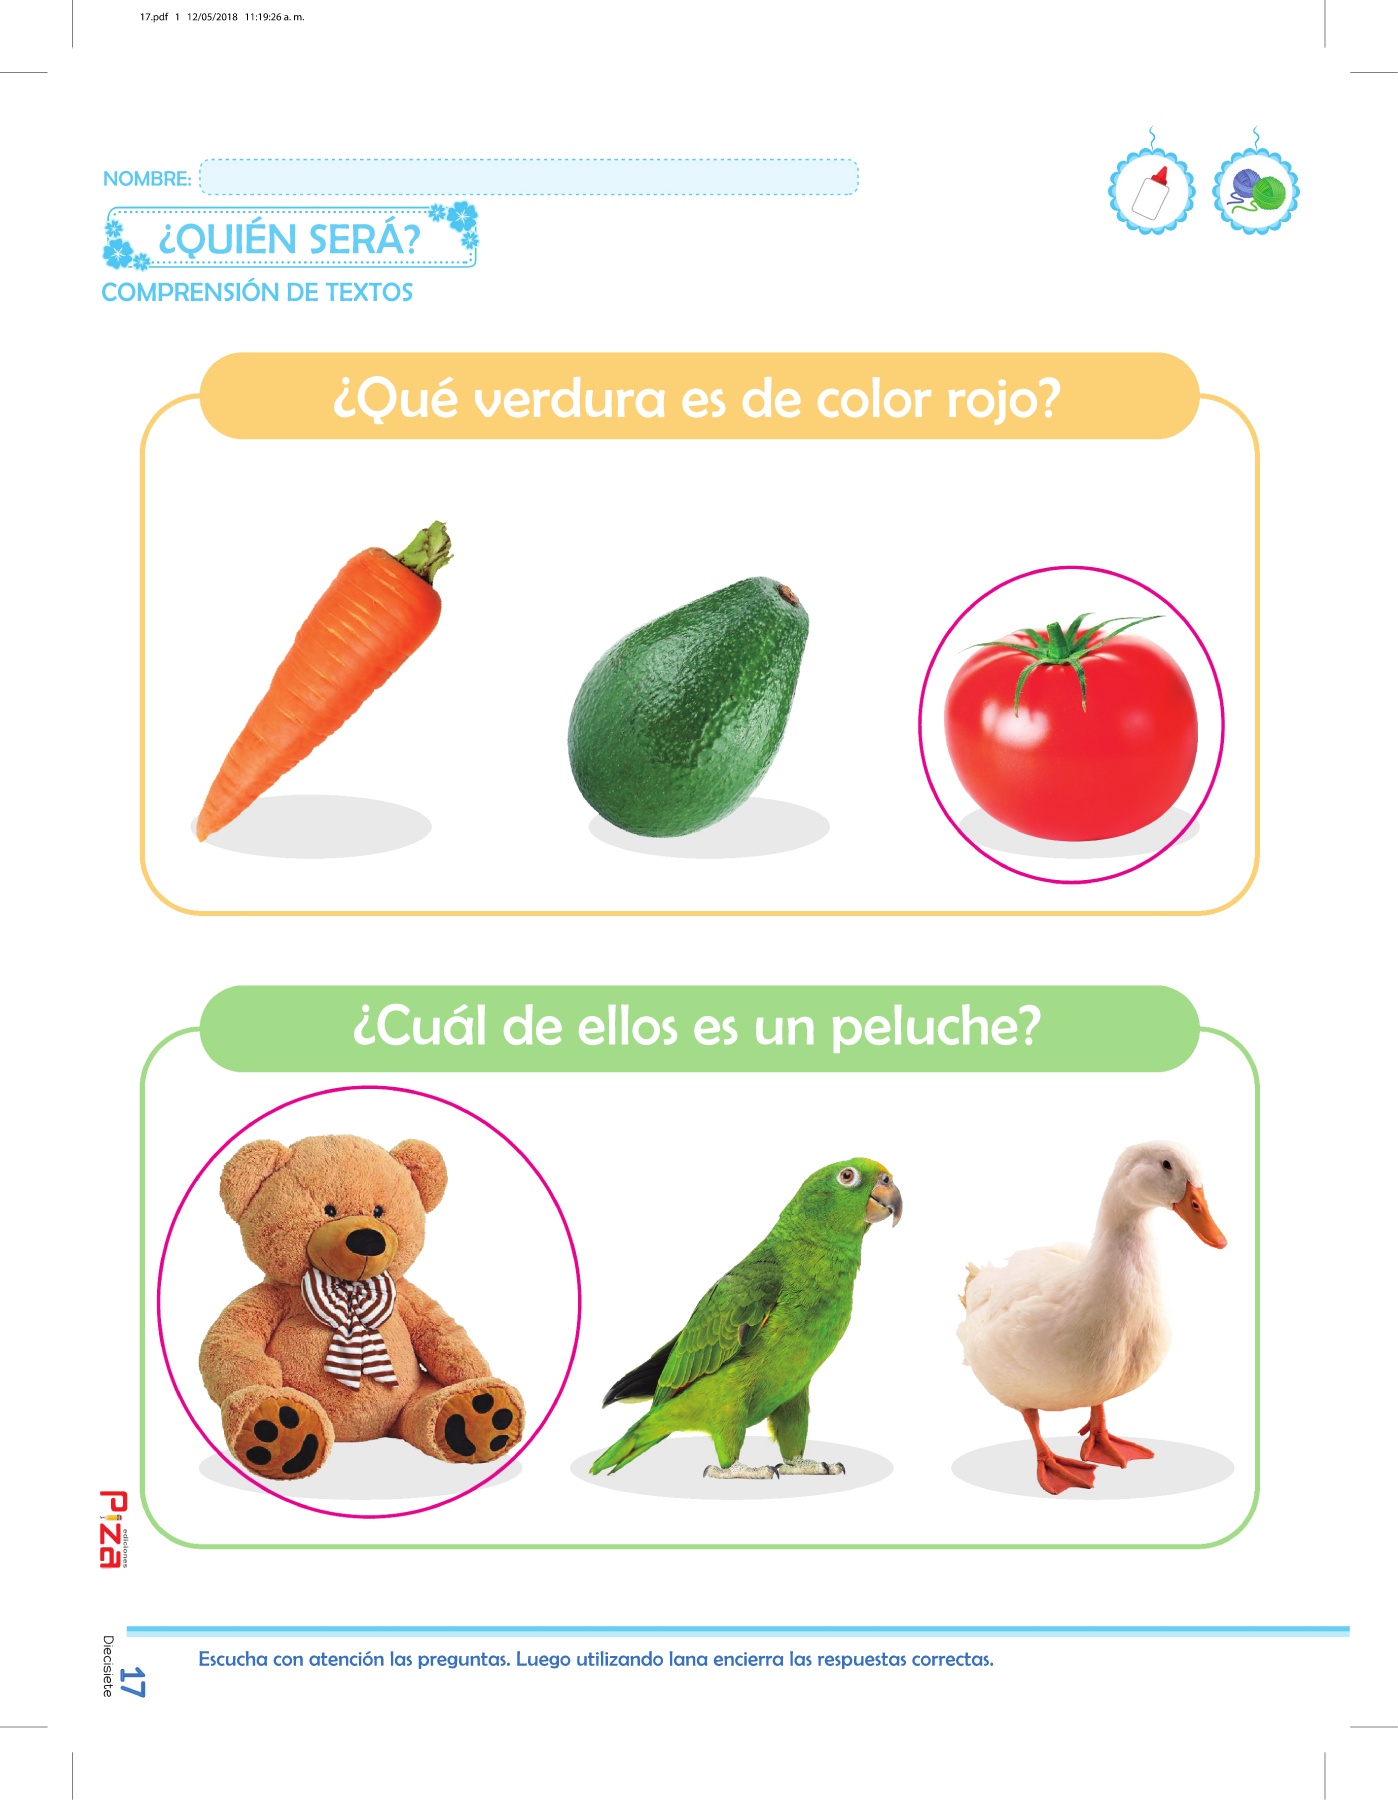 17.pdf 1 12/05/2018 11:19:26 a. m.
NOMBRE:
¿QUIÉN SERÁ?
COMPRENSIÓN DE TEXTOS
¿Qué verdura es de color rojo?
¿Cuál de ellos es un peluche?
Piza
ediciones
Escucha con atención las preguntas. Luego utilizando lana encierra las respuestas correctas.
17
Diecisiete